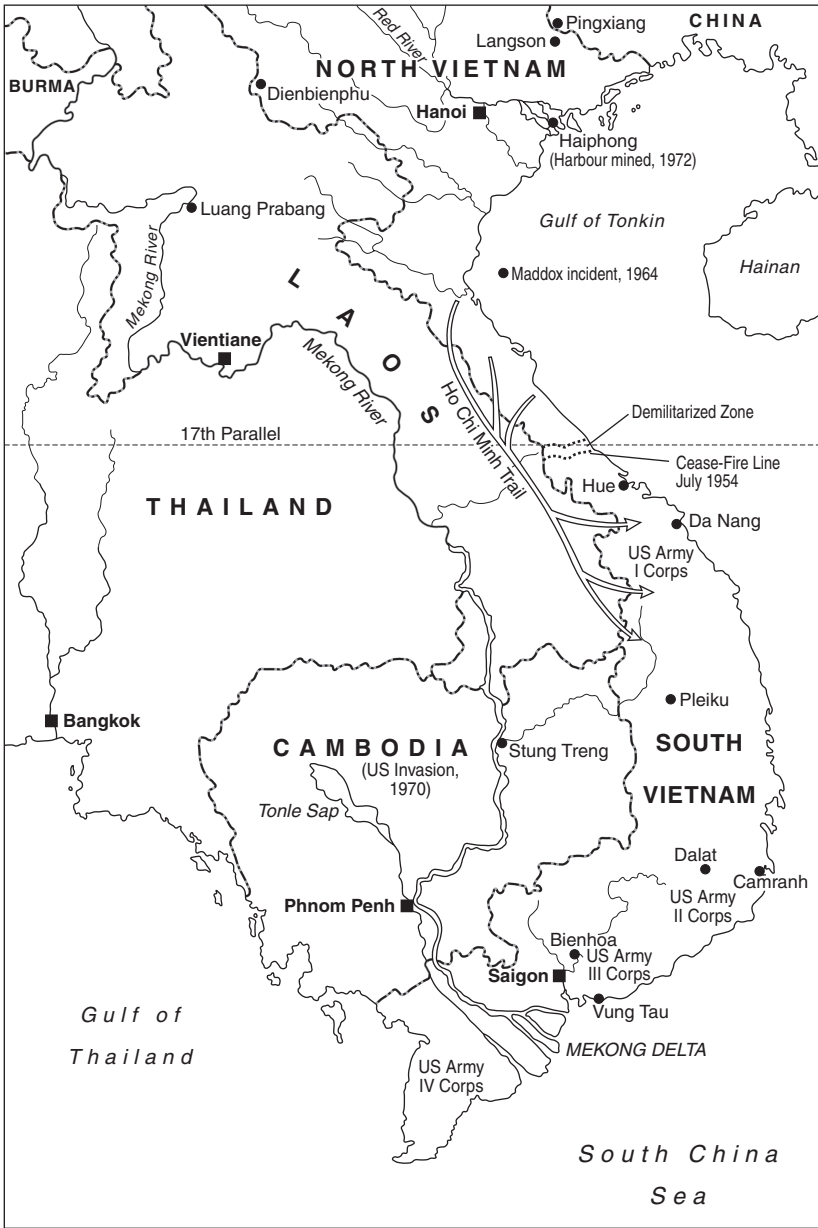 Red River
Pingxiang
CHINA
Langson
NORTH VIETNAM
BURMA
Dienbienphu
Hanoi
Haiphong
(Harbour mined, 1972)
Luang Prabang
Gulf of Tonkin
Mekong River
LAOS
Maddox incident, 1964
Hainan
Vientiane
Mekong River
Ho Chi Minh Trail
Demilitarized Zone
17th Parallel
Cease-Fire Line
July 1954
Hue
THAILAND
Da Nang
US Army
I Corps
Pleiku
Bangkok
CAMBODIA
(US Invasion,
1970)
Stung Treng
SOUTH
VIETNAM
Tonle Sap
Dalat
Camranh
US Army
II Corps
Phnom Penh
Bienhoa
US Army
III Corps
Saigon
Vung Tau
Gulf of
Thailand
MEKONG DELTA
US Army
IV Corps
South China
Sea